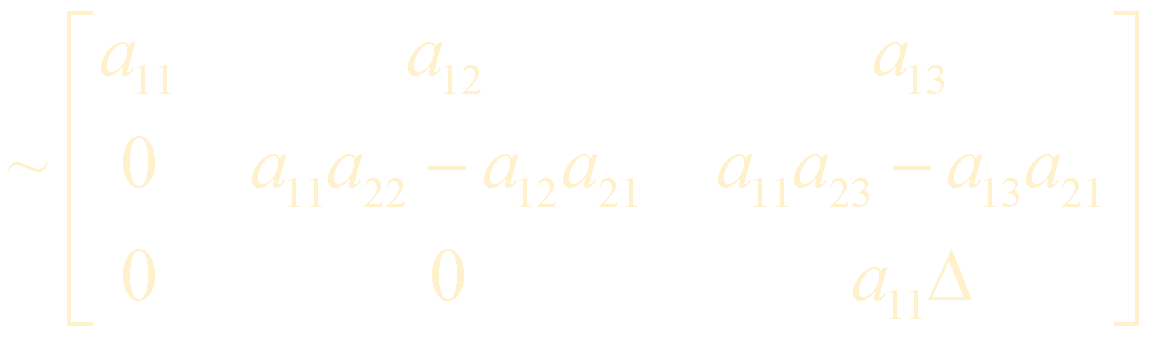 ~ [ a₁₁ a₁₂ a₁₃
0 a₁₁a₂₂ − a₁₂a₂₁ a₁₁a₂₃ − a₁₃a₂₁
0 0 a₁₁Δ ]